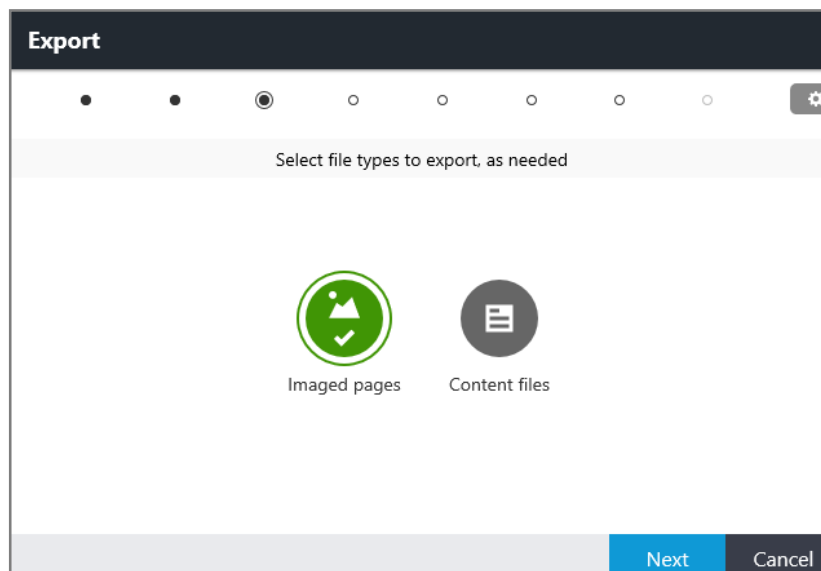 Export
Select file types to export, as needed
Imaged pages
Content files
Next
Cancel